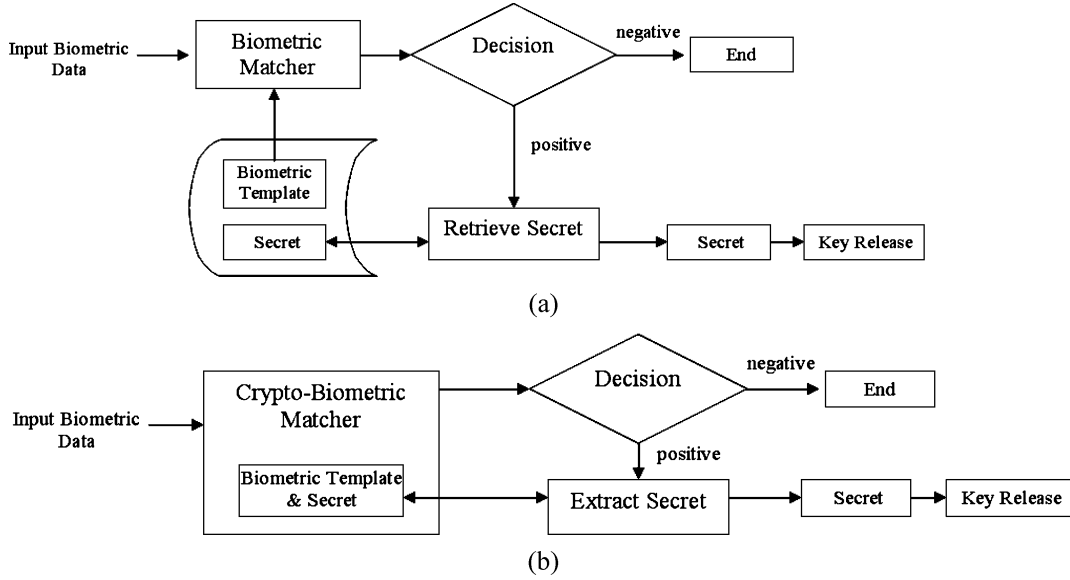 Input Biometric
Data
Biometric
Matcher
Decision
negative
End
positive
Biometric
Template
Secret
Retrieve Secret
Secret
Key Release
(a)
Input Biometric
Data
Crypto-Biometric
Matcher
Decision
negative
End
positive
Biometric Template
& Secret
Extract Secret
Secret
Key Release
(b)